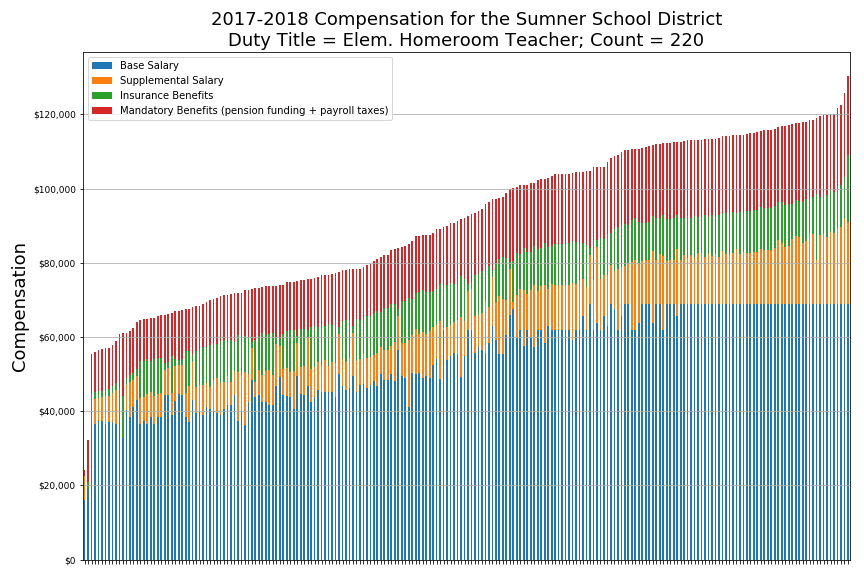 2017-2018 Compensation for the Sumner School District
Duty Title = Elem. Homeroom Teacher; Count = 220
Base Salary
Supplemental Salary
Insurance Benefits
Mandatory Benefits (pension funding + payroll taxes)
Compensation
$120,000
$100,000
$80,000
$60,000
$40,000
$20,000
$0